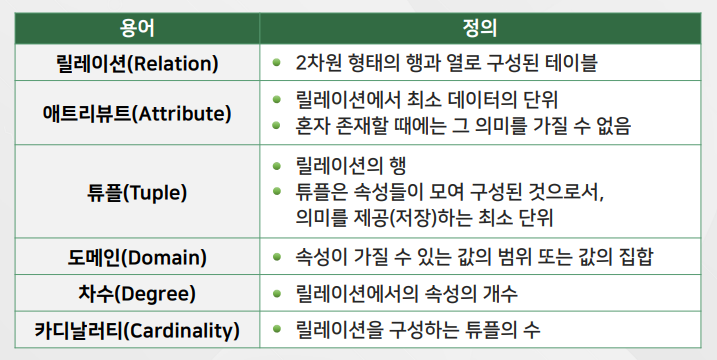 용어
정의
릴레이션(Relation)
2차원 형태의 행과 열로 구성된 테이블
애트리뷰트(Attribute)
릴레이션에서 최소 데이터의 단위
혼자 존재할 때에는 그 의미를 가질 수 없음
튜플(Tuple)
릴레이션의 행
튜플은 속성들이 모여 구성된 것으로서,
의미를 제공(저장)하는 최소 단위
도메인(Domain)
속성이 가질 수 있는 값의 범위 또는 값의 집합
차수(Degree)
릴레이션에서의 속성의 개수
카디날러티(Cardinality)
릴레이션을 구성하는 튜플의 수